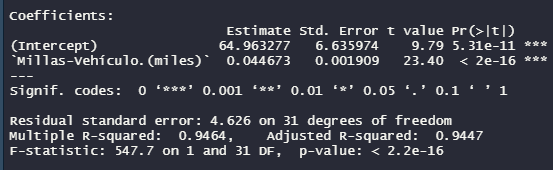 Coefficients:
Estimate Std. Error t value Pr(>|t|)
(Intercept) 64.963277 6.635974 9.79 5.31e-11 ***
`Millas-Vehículo.(miles)` 0.044673 0.001909 23.40 < 2e-16 ***
---
Signif. codes: 0 ‘***’ 0.001 ‘**’ 0.01 ‘*’ 0.05 ‘.’ 0.1 ‘ ’ 1
Residual standard error: 4.626 on 31 degrees of freedom
Multiple R-squared: 0.9464, Adjusted R-squared: 0.9447
F-statistic: 547.7 on 1 and 31 DF, p-value: < 2.2e-16